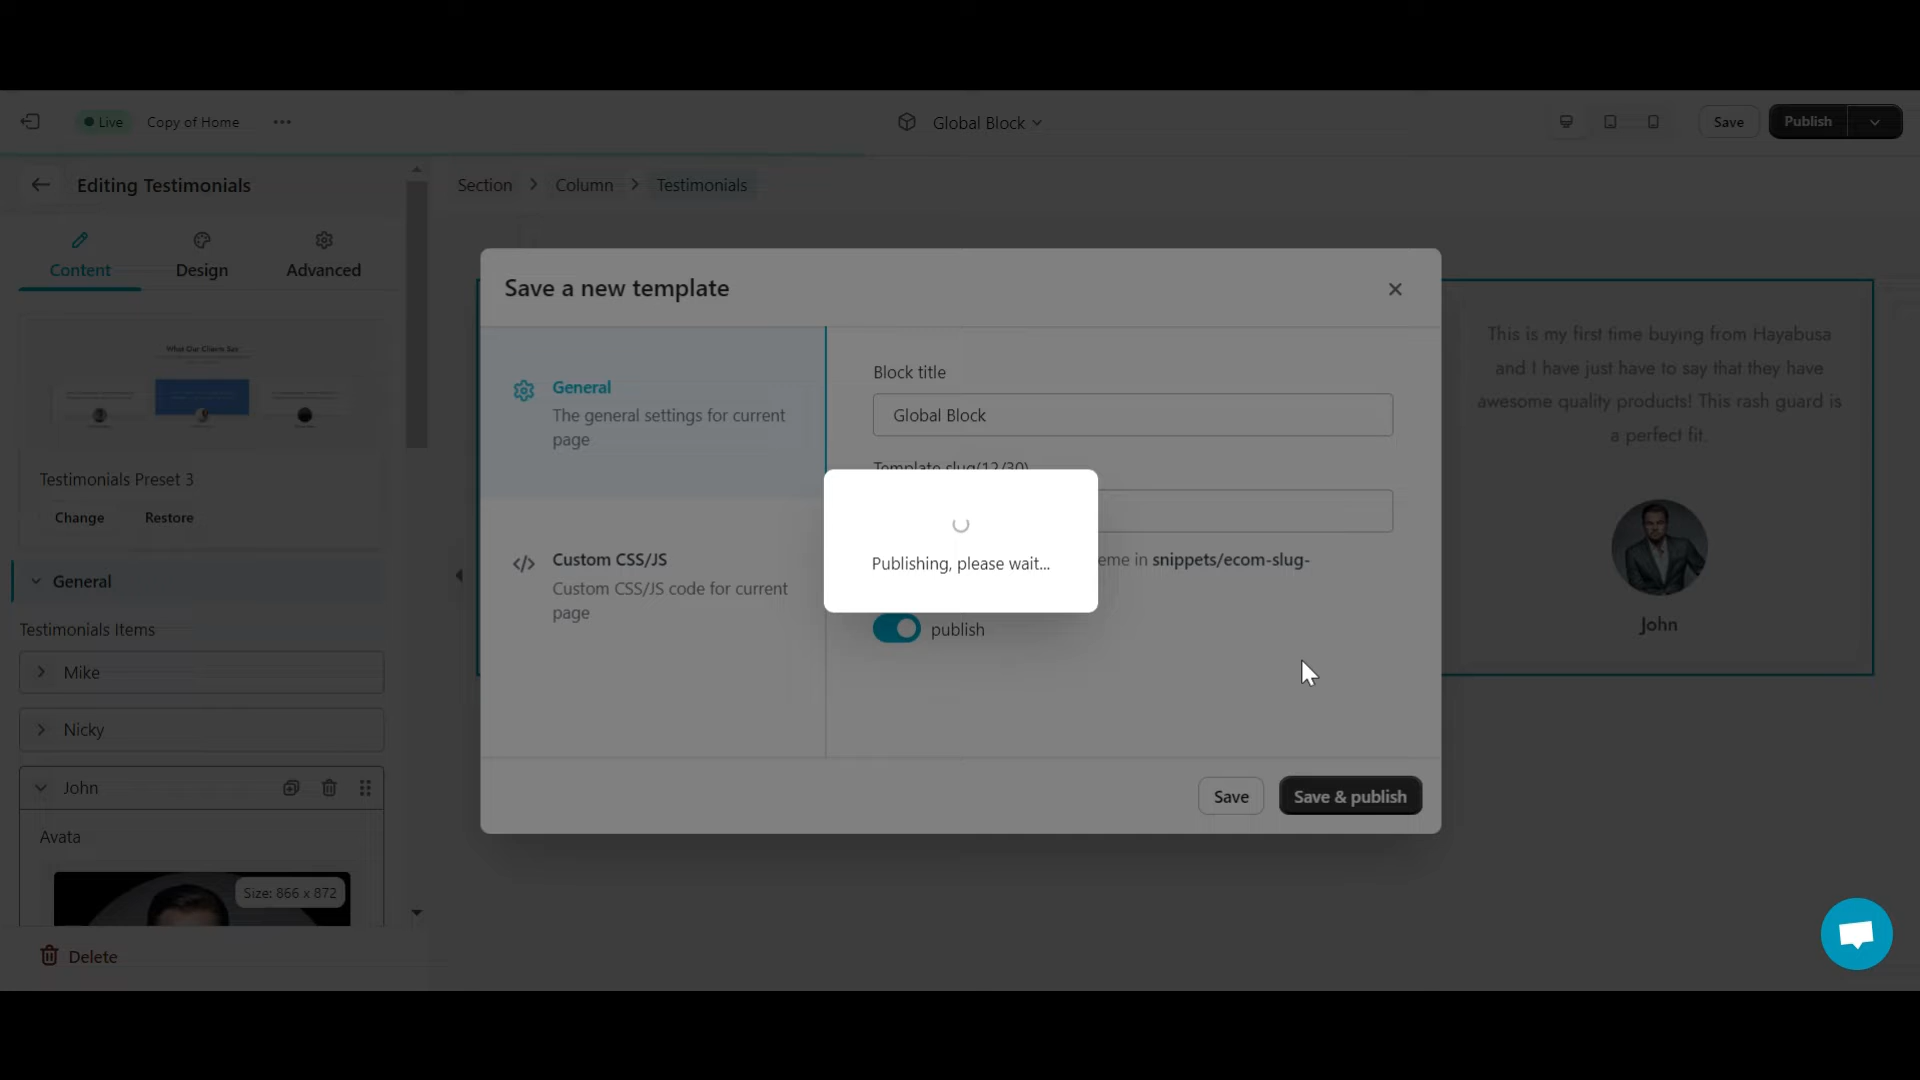 Live
Copy of Home
Global Block
Save
Publish
Editing Testimonials
Section
Column
Testimonials
Content
Design
Advanced
What Our Clients Say
Testimonials Preset 3
Change
Restore
General
Testimonials Items
Mike
Nicky
John
Avata
Size: 866 x 872
Delete
Save a new template
General
The general settings for current
page
Custom CSS/JS
Custom CSS/JS code for current
page
Block title
Global Block
Template slug(12/30)
eme in snippets/ecom-slug-
publish
Save
Save & publish
Publishing, please wait...
This is my first time buying from Hayabusa
and I have just have to say that they have
awesome quality products! This rash guard is
a perfect fit.
John